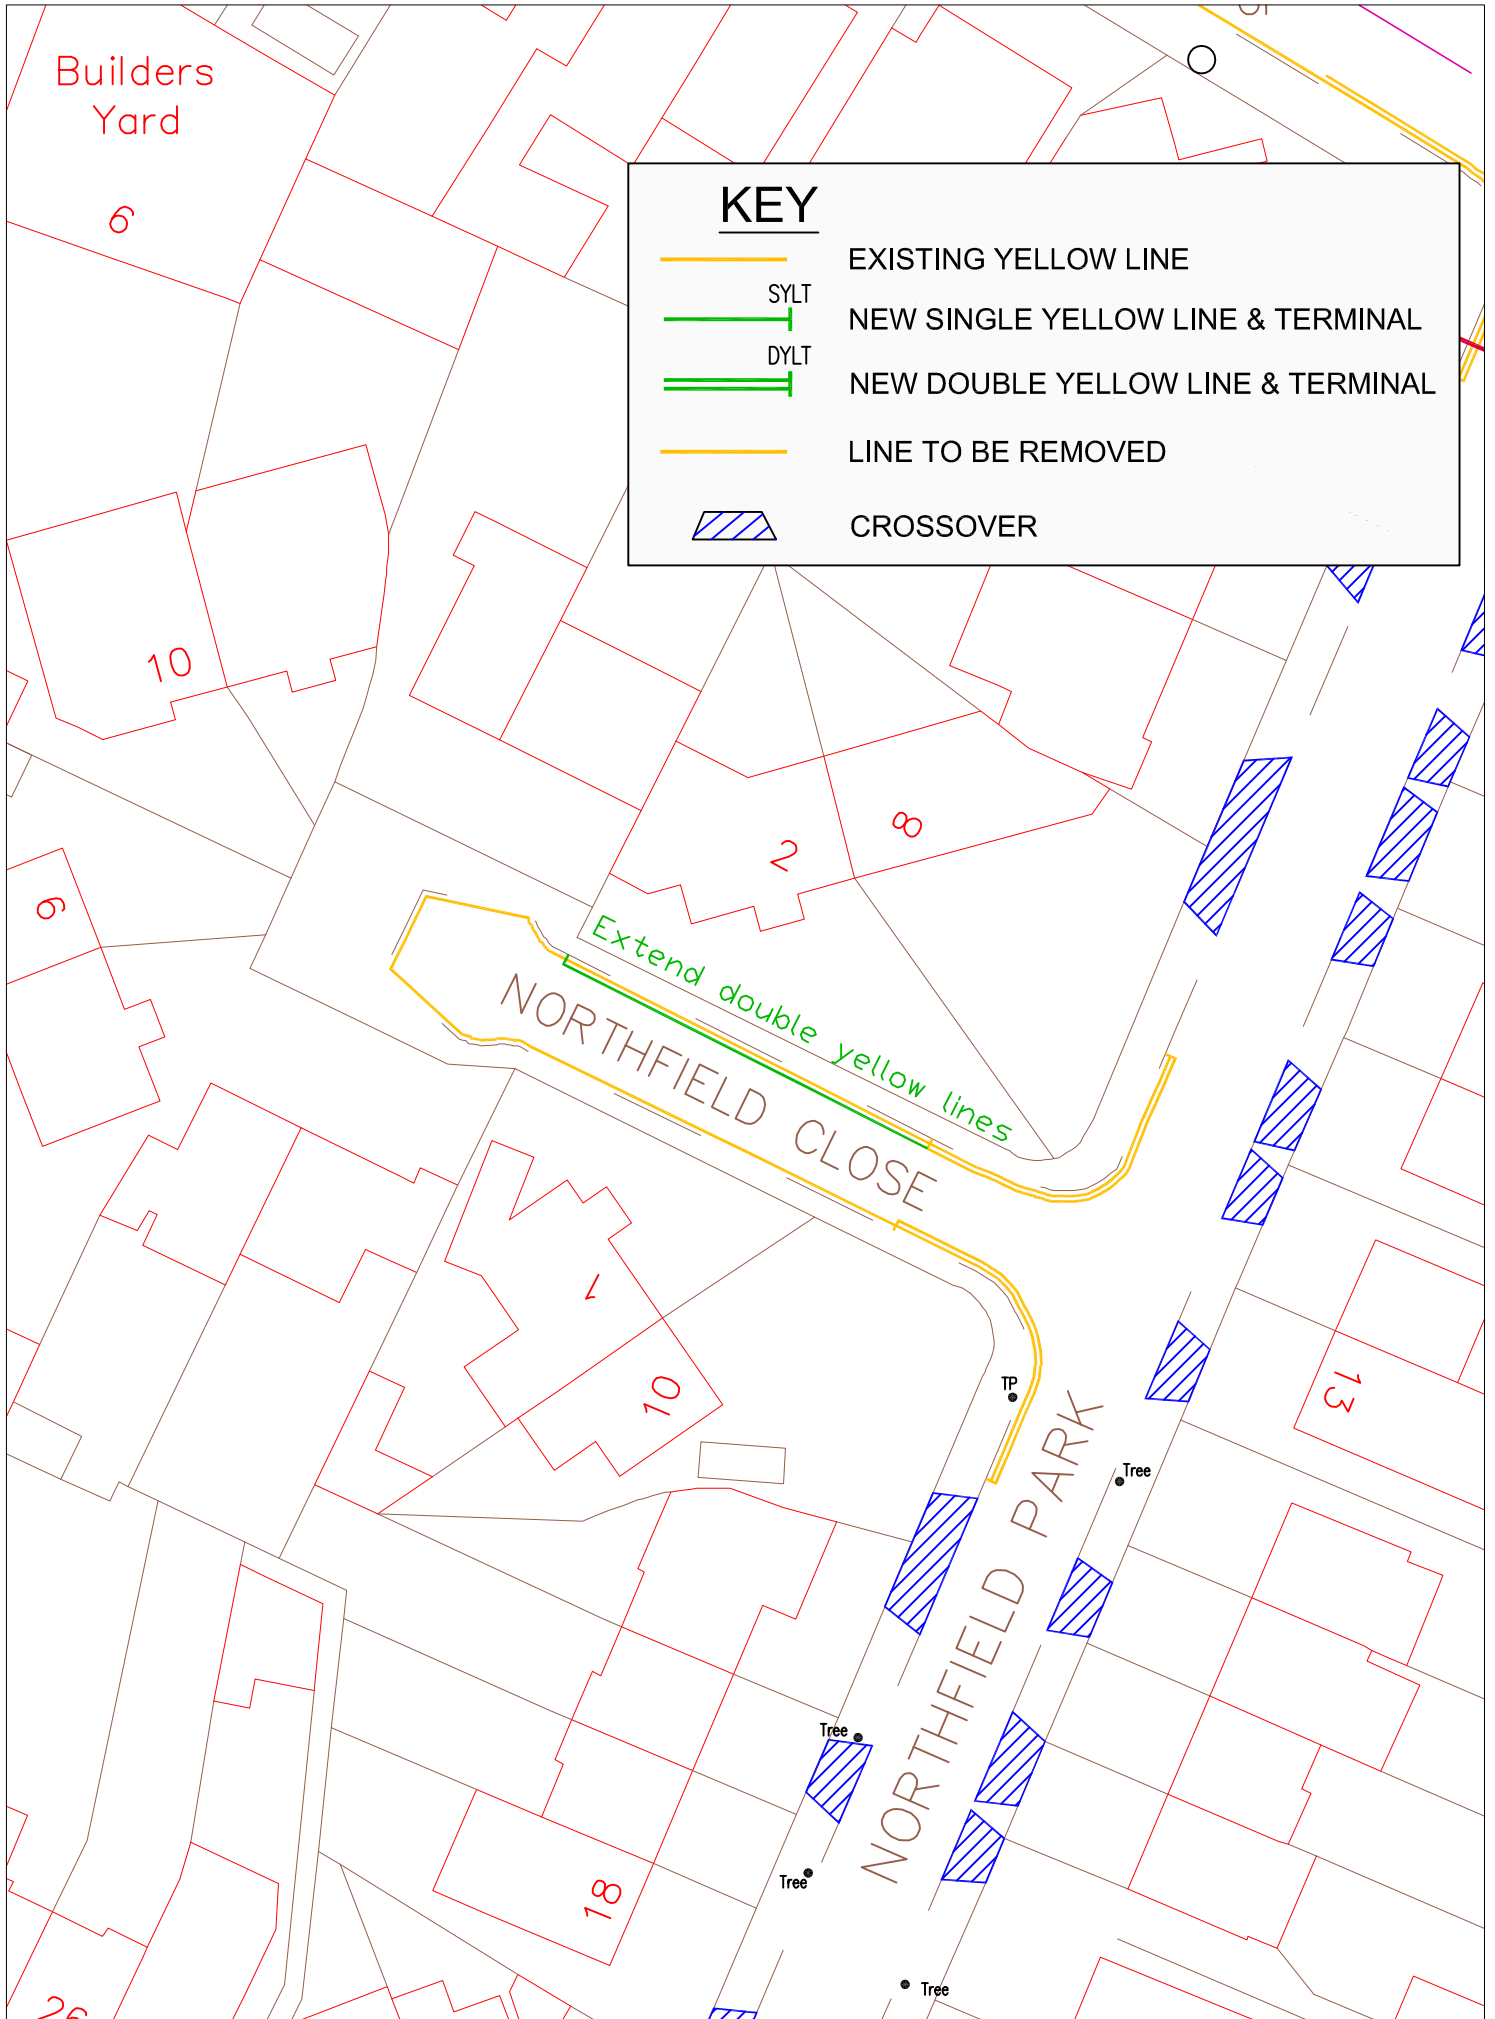 Builders
Yard
6
KEY
EXISTING YELLOW LINE
SYLT
NEW SINGLE YELLOW LINE & TERMINAL
DYLT
NEW DOUBLE YELLOW LINE & TERMINAL
LINE TO BE REMOVED
CROSSOVER
10
2
8
6
Extend double yellow lines
NORTHFIELD CLOSE
1
10
TP
13
Tree
NORTHFIELD PARK
Tree
Tree
18
Tree
26